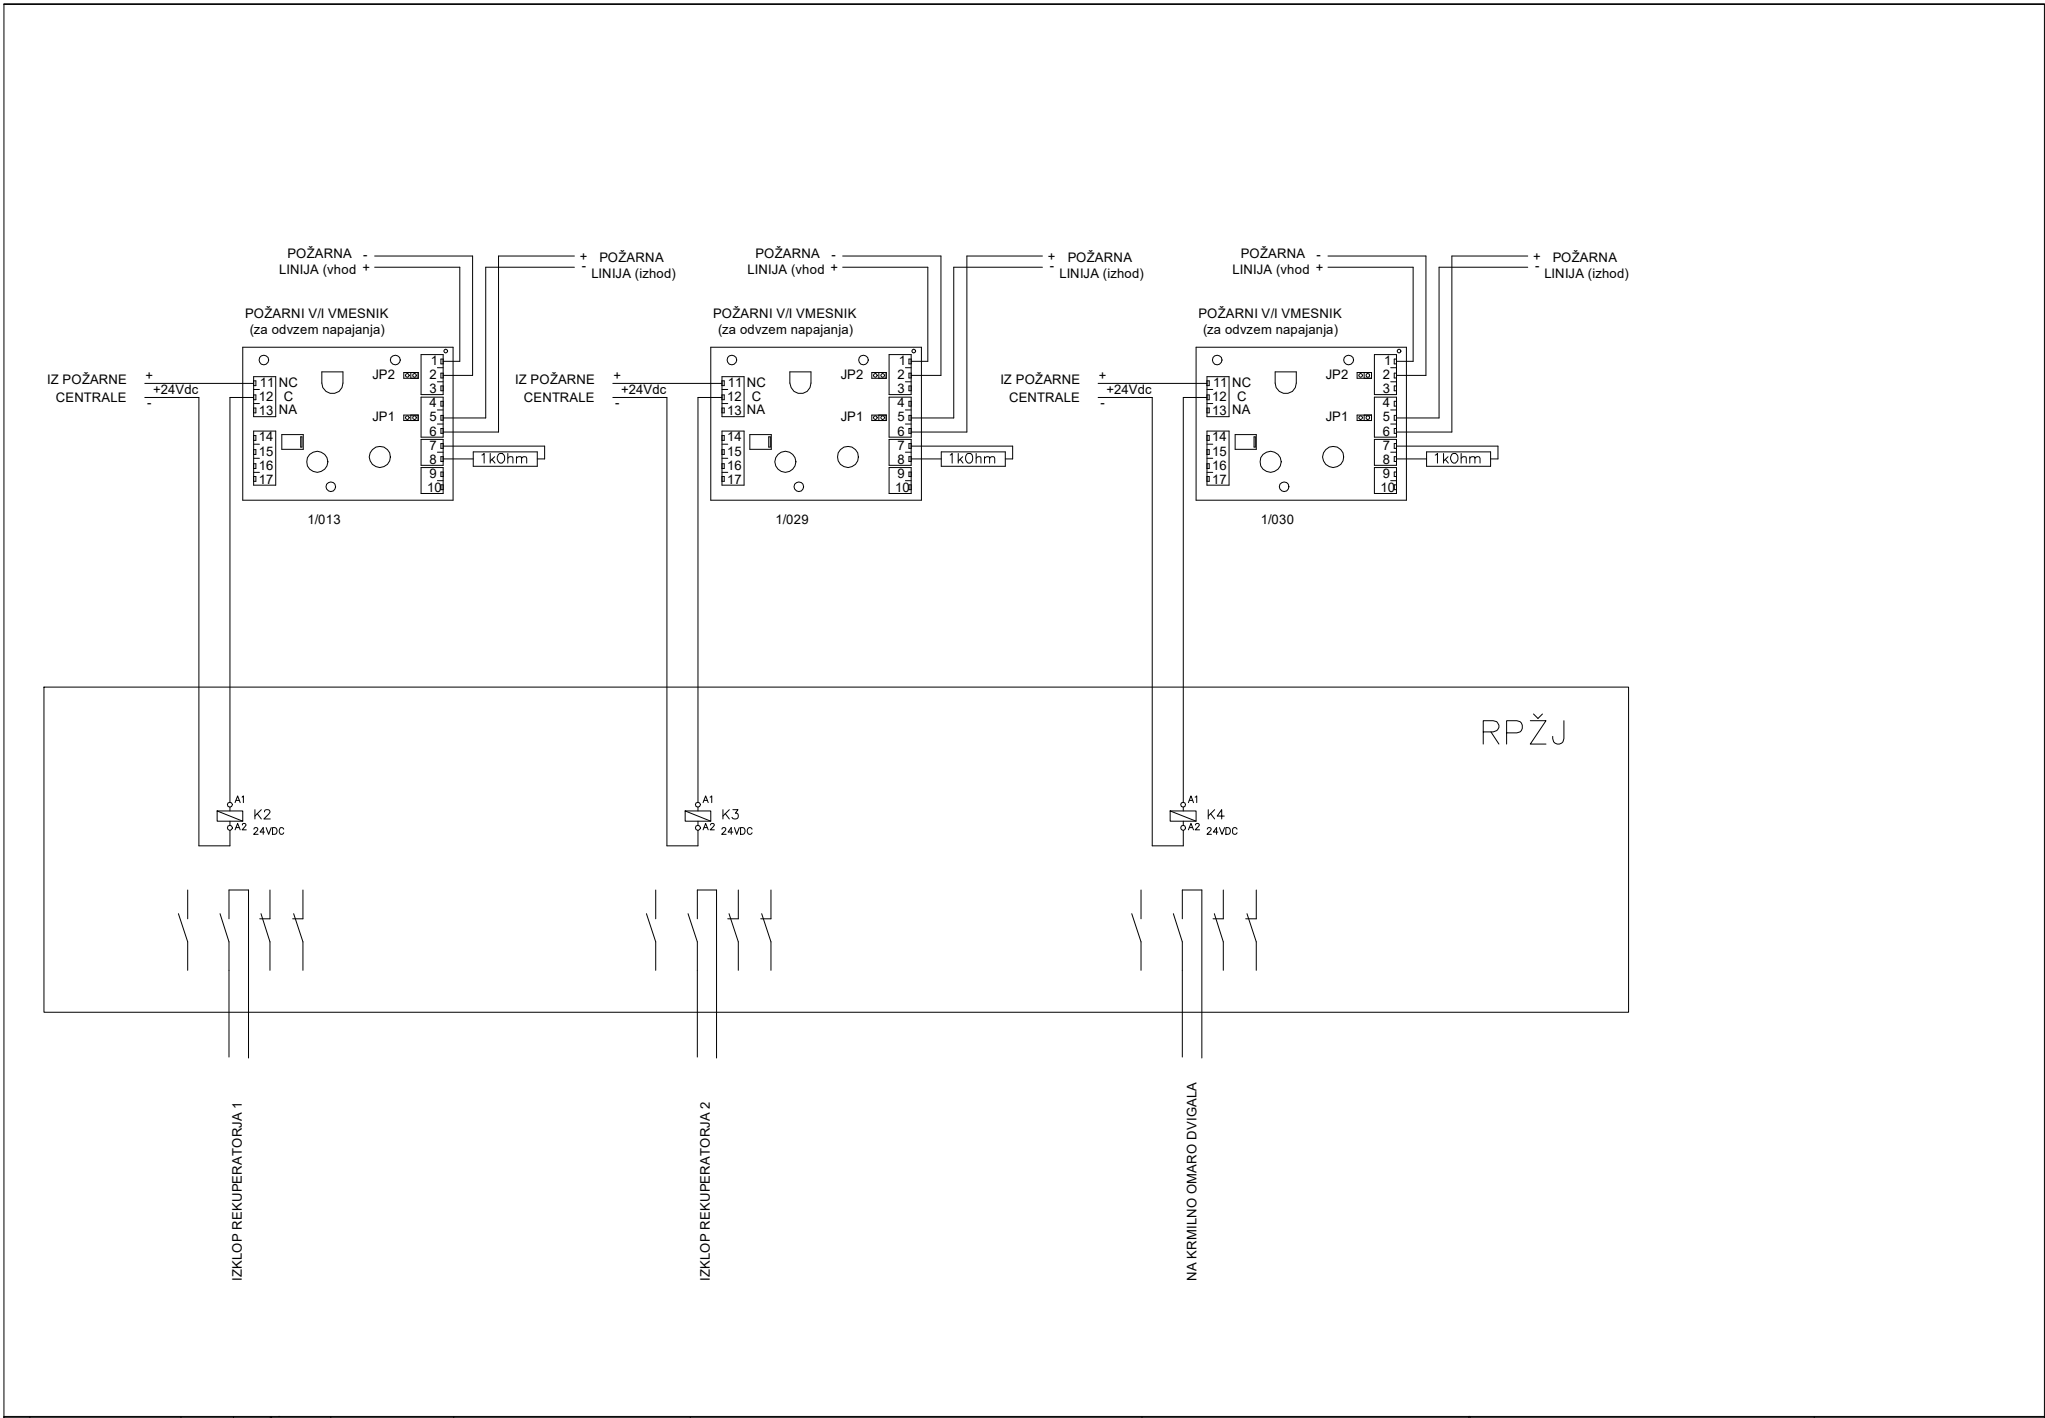 POŽARNA -
LINIJA (vhod +
+ POŽARNA
- LINIJA (izhod)
POŽARNI V/I VMESNIK
(za odvzem napajanja)
IZ POŽARNE +
CENTRALE +24Vdc
-
11 NC
12 C
13 NA
14
15
16
17
JP2
JP1
1
2
3
4
5
6
7
8
9
10
1kOhm
1/013
POŽARNA -
LINIJA (vhod +
+ POŽARNA
- LINIJA (izhod)
POŽARNI V/I VMESNIK
(za odvzem napajanja)
IZ POŽARNE +
CENTRALE +24Vdc
-
11 NC
12 C
13 NA
14
15
16
17
JP2
JP1
1
2
3
4
5
6
7
8
9
10
1kOhm
1/029
POŽARNA -
LINIJA (vhod +
+ POŽARNA
- LINIJA (izhod)
POŽARNI V/I VMESNIK
(za odvzem napajanja)
IZ POŽARNE +
CENTRALE +24Vdc
-
11 NC
12 C
13 NA
14
15
16
17
JP2
JP1
1
2
3
4
5
6
7
8
9
10
1kOhm
1/030
RPŽJ
A1
K2
A2 24VDC
A1
K3
A2 24VDC
A1
K4
A2 24VDC
IZKLOP REKUPERATORJA 1
IZKLOP REKUPERATORJA 2
NA KRMILNO OMARO DVIGALA